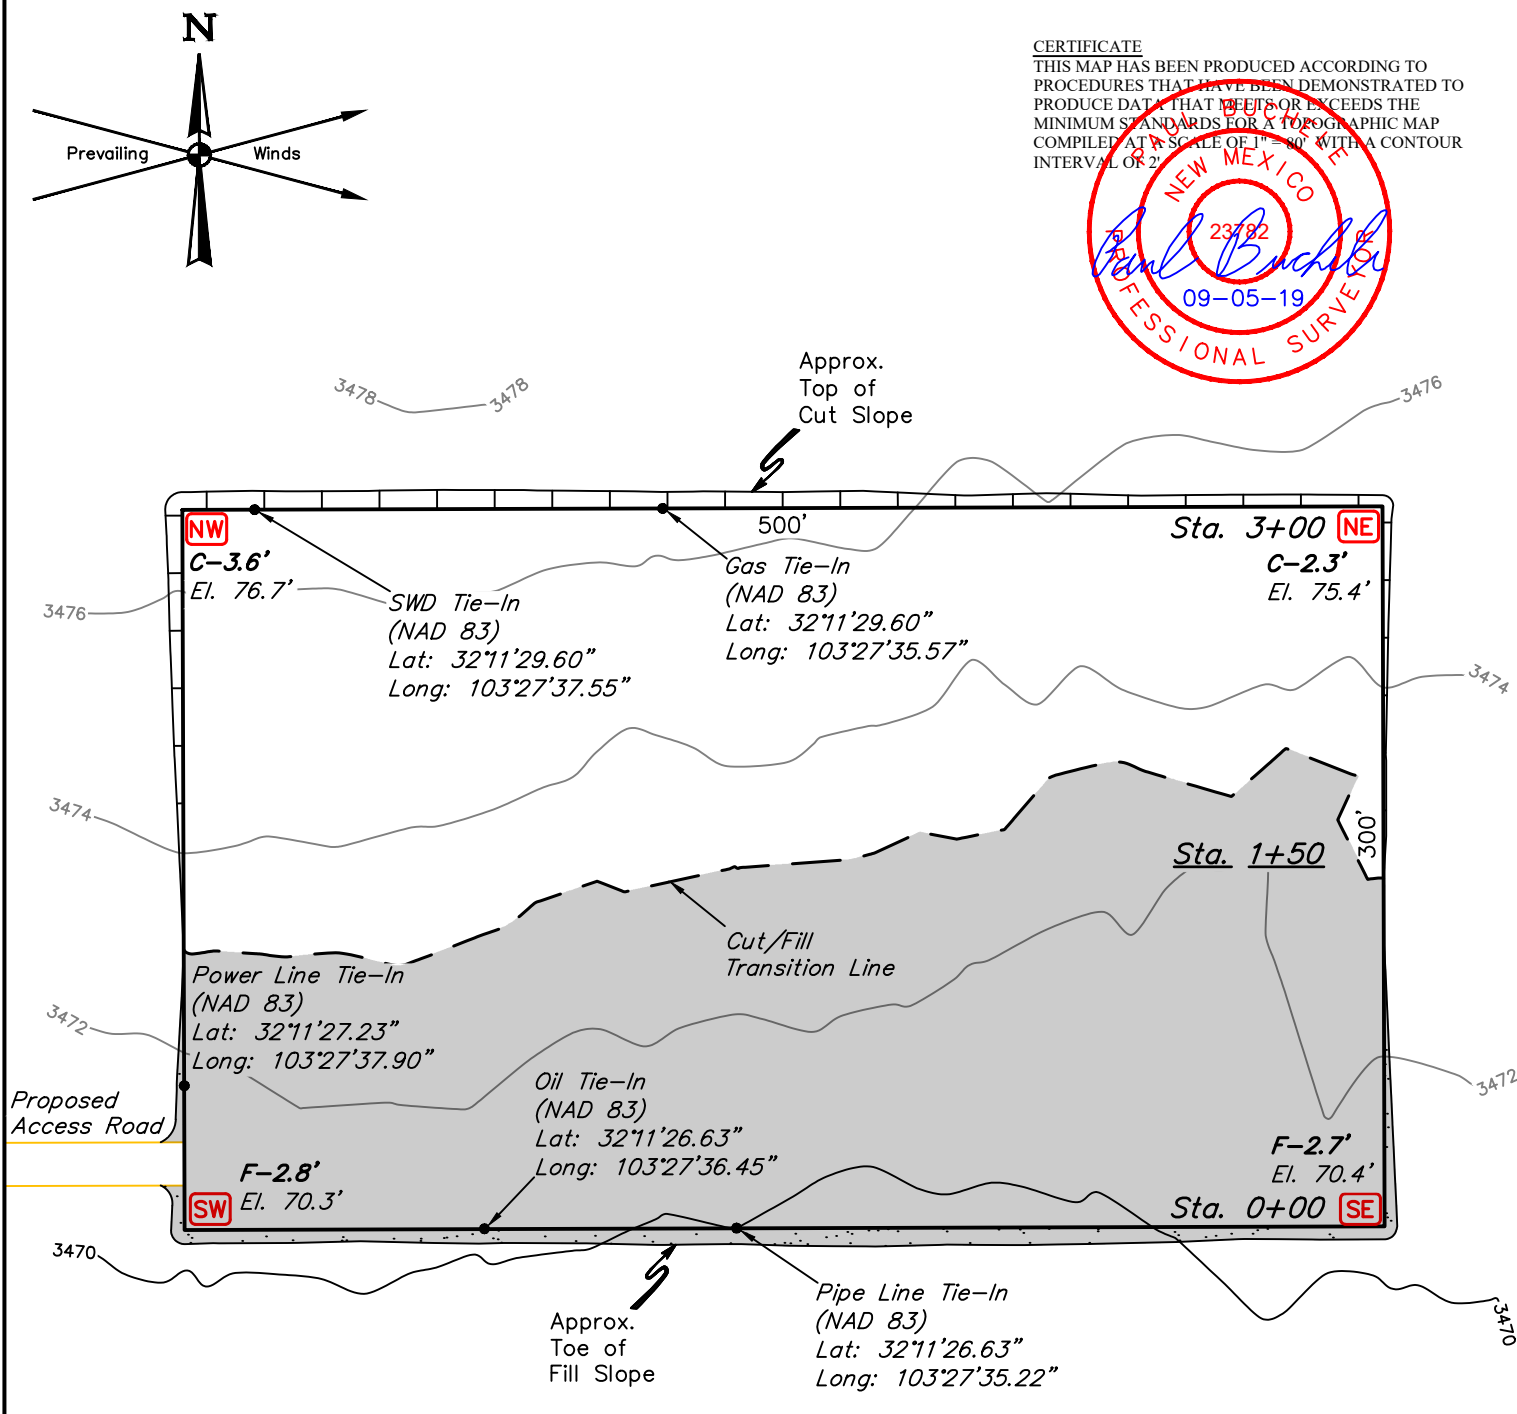 N
Prevailing Winds
CERTIFICATE
THIS MAP HAS BEEN PRODUCED ACCORDING TO
PROCEDURES THAT HAVE BEEN DEMONSTRATED TO
PRODUCE DATA THAT MEETS OR EXCEEDS THE
MINIMUM STANDARDS FOR A TOPOGRAPHIC MAP
COMPILED AT A SCALE OF 1" = 80' WITH A CONTOUR
INTERVAL OF 2'.
PAUL BUCHELE
NEW MEXICO
23782
Paul Buchele
09-05-19
PROFESSIONAL SURVEYOR
Approx.
Top of
Cut Slope
3478
3478
3476
NW
C-3.6'
El. 76.7'
500'
Sta. 3+00 NE
C-2.3'
El. 75.4'
3476
SWD Tie-In
(NAD 83)
Lat: 32°11'29.60"
Long: 103°27'37.55"
Gas Tie-In
(NAD 83)
Lat: 32°11'29.60"
Long: 103°27'35.57"
3474
3474
300'
Sta. 1+50
Cut/Fill
Transition Line
Power Line Tie-In
(NAD 83)
Lat: 32°11'27.23"
Long: 103°27'37.90"
3472
3472
Proposed
Access Road
Oil Tie-In
(NAD 83)
Lat: 32°11'26.63"
Long: 103°27'36.45"
F-2.8'
El. 70.3'
SW
F-2.7'
El. 70.4'
Sta. 0+00 SE
3470
3470
Approx.
Toe of
Fill Slope
Pipe Line Tie-In
(NAD 83)
Lat: 32°11'26.63"
Long: 103°27'35.22"